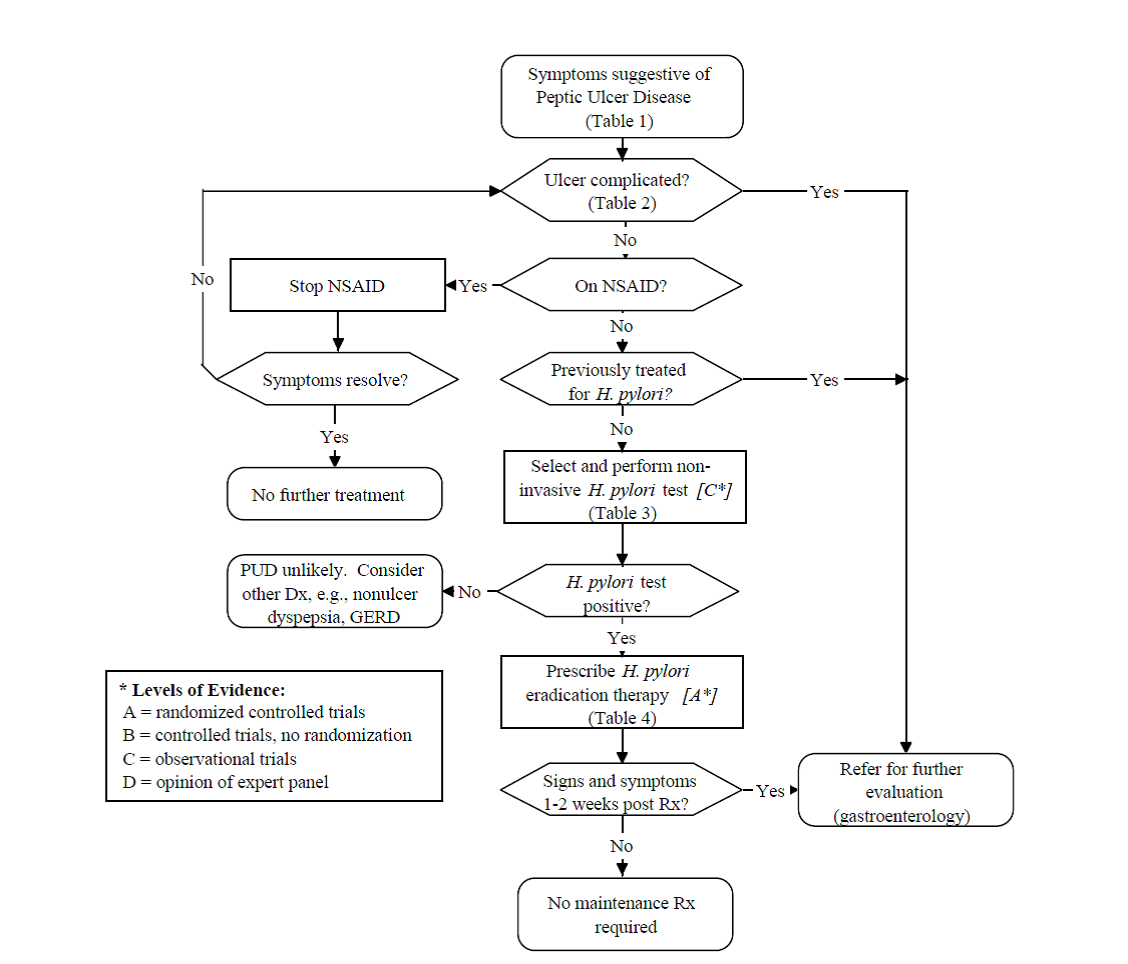 Symptoms suggestive of
Peptic Ulcer Disease
(Table 1)
Ulcer complicated?
(Table 2)
Yes
No
No
Stop NSAID
Yes
On NSAID?
No
Symptoms resolve?
Previously treated
for H. pylori?
Yes
Yes
No
No further treatment
Select and perform non-
invasive H. pylori test [C*]
(Table 3)
PUD unlikely. Consider
other Dx, e.g., nonulcer
dyspepsia, GERD
No
H. pylori test
positive?
Yes
Prescribe H. pylori
eradication therapy [A*]
(Table 4)
* Levels of Evidence:
A = randomized controlled trials
B = controlled trials, no randomization
C = observational trials
D = opinion of expert panel
Signs and symptoms
1-2 weeks post Rx?
Yes
Refer for further
evaluation
(gastroenterology)
No
No maintenance Rx
required